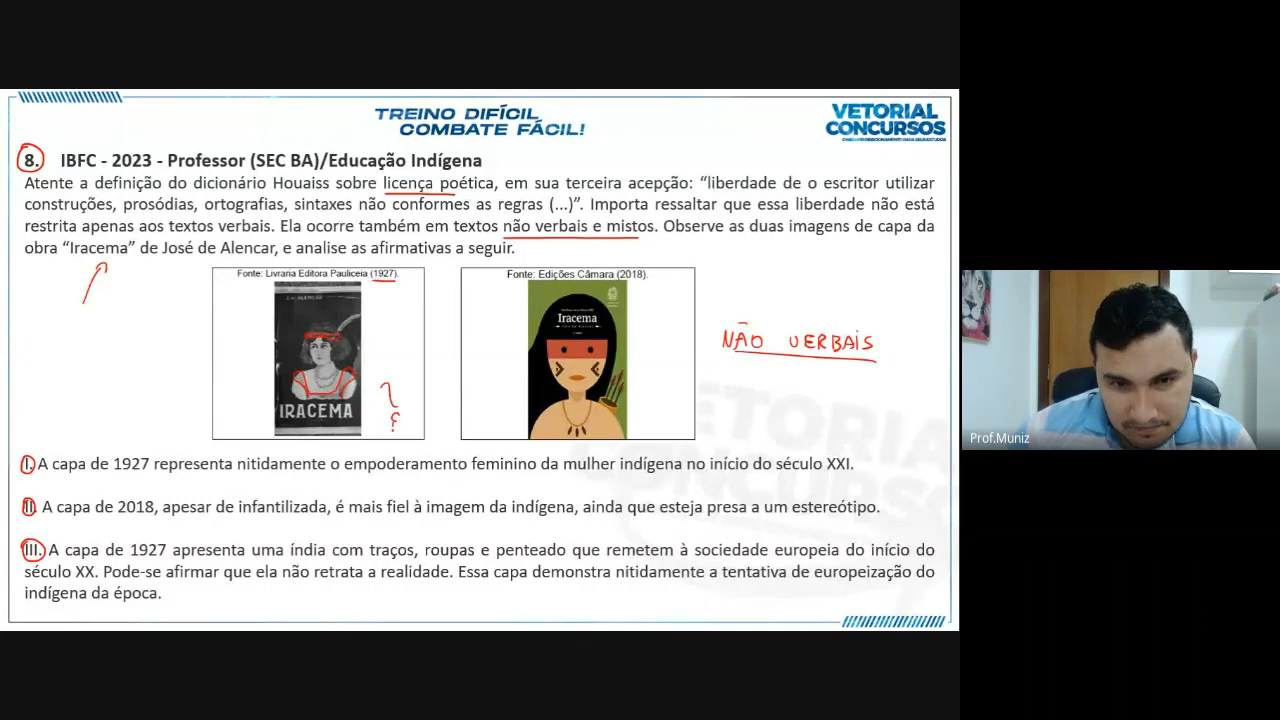 TREINO DIFÍCIL
COMBATE FÁCIL!
VETORIAL
CONCURSOS
8. IBFC - 2023 - Professor (SEC BA)/Educação Indígena
Atente a definição do dicionário Houaiss sobre licença poética, em sua terceira acepção: “liberdade de o escritor utilizar
construções, prosódias, ortografias, sintaxes não conformes as regras (...)”. Importa ressaltar que essa liberdade não está
restrita apenas aos textos verbais. Ela ocorre também em textos não verbais e mistos. Observe as duas imagens de capa da
obra “Iracema” de José de Alencar, e analise as afirmativas a seguir.
Fonte: Livraria Editora Pauliceia (1927).
IRACEMA
?
Fonte: Edições Câmara (2018).
Iracema
NÃO VERBAIS
I. A capa de 1927 representa nitidamente o empoderamento feminino da mulher indígena no início do século XXI.
II. A capa de 2018, apesar de infantilizada, é mais fiel à imagem da indígena, ainda que esteja presa a um estereótipo.
III. A capa de 1927 apresenta uma índia com traços, roupas e penteado que remetem à sociedade europeia do início do
século XX. Pode-se afirmar que ela não retrata a realidade. Essa capa demonstra nitidamente a tentativa de europeização do
indígena da época.
VETORIAL
CONCURSOS
Prof.Muniz